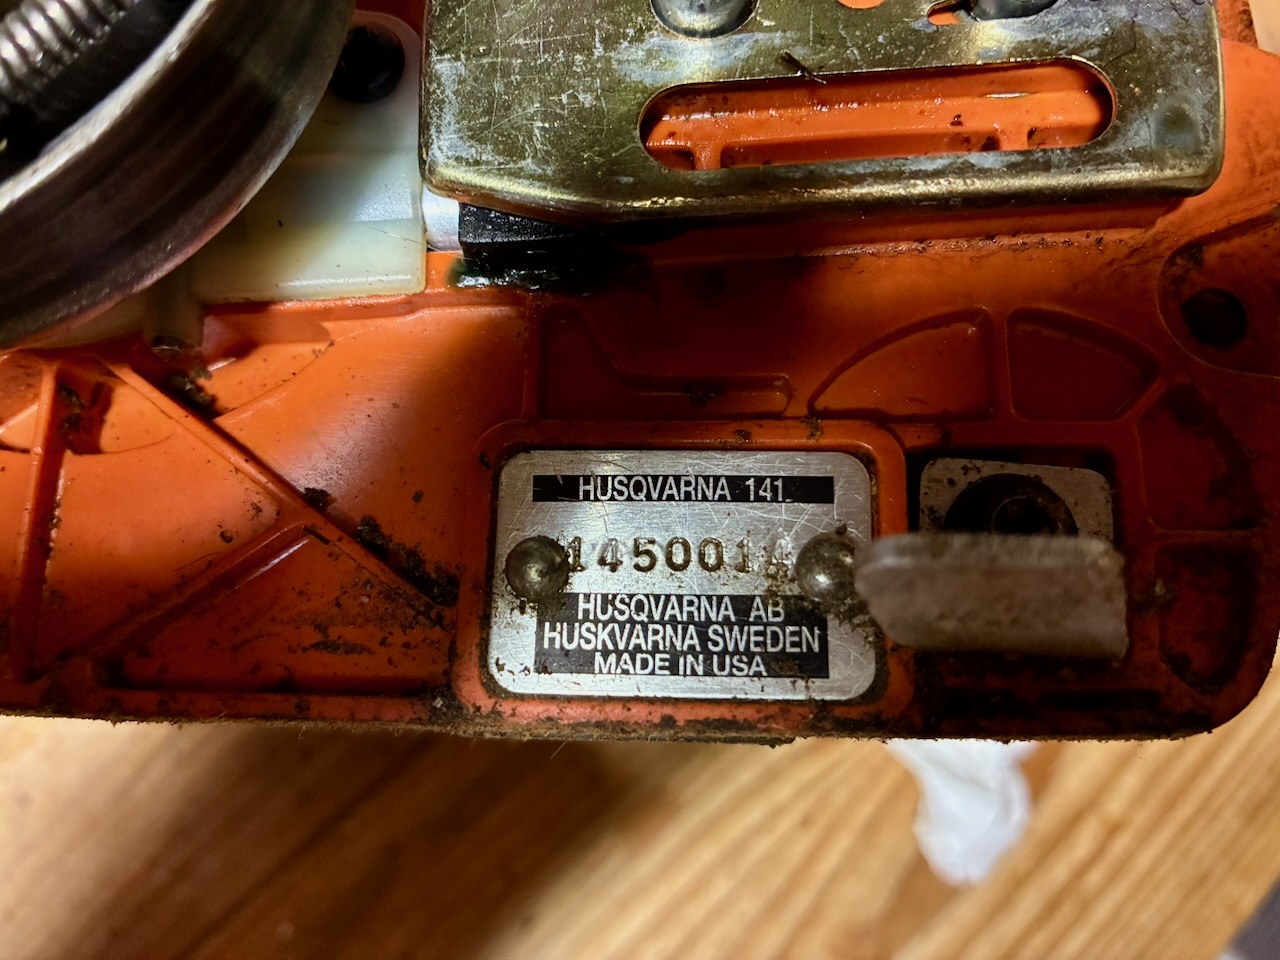 HUSQVARNA 141
1450014
HUSQVARNA AB
HUSKVARNA SWEDEN
MADE IN USA